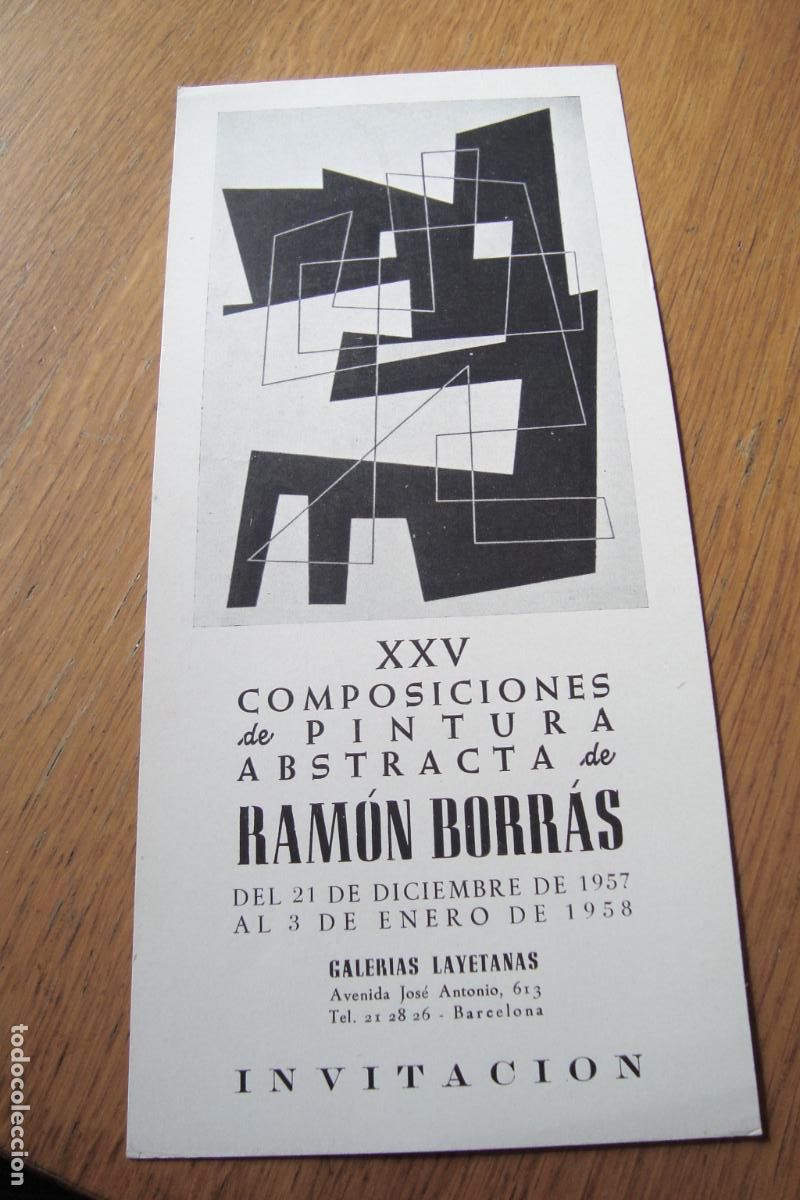 XXV
COMPOSICIONES
de PINTURA
ABSTRACTA de
RAMÓN BORRÁS
DEL 21 DE DICIEMBRE DE 1957
AL 3 DE ENERO DE 1958
GALERIAS LAYETANAS
Avenida José Antonio, 613
Tel. 21 28 26 - Barcelona
INVITACION
todocoleccion